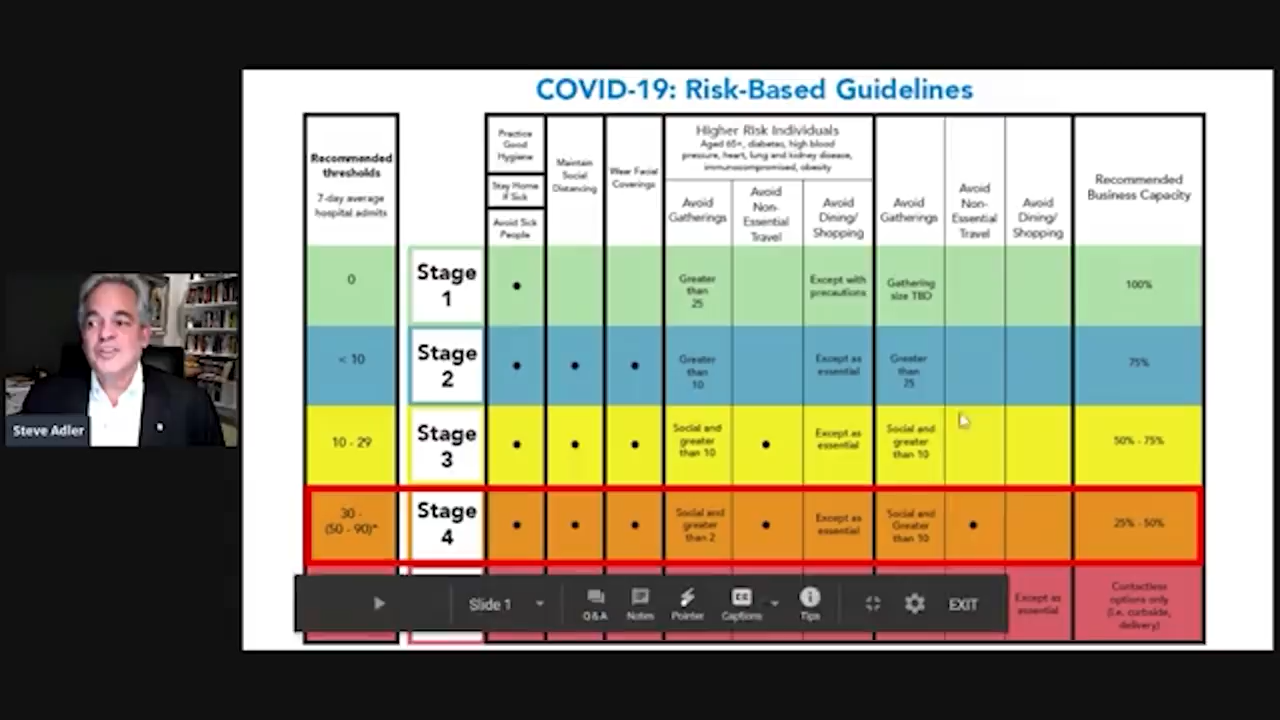 COVID-19: Risk-Based Guidelines
Recommended
thresholds
7-day average
hospital admits
Practice
Good
Hygiene
Stay Home
If Sick
Avoid Sick
People
Maintain
Social
Distancing
Wear Facial
Coverings
Higher Risk Individuals
Aged 65+, diabetes, high blood
pressure, heart, lung and kidney disease,
immunocompromised, obesity
Avoid
Gatherings
Avoid
Non-
Essential
Travel
Avoid
Dining/
Shopping
Avoid
Gatherings
Avoid
Non-
Essential
Travel
Avoid
Dining/
Shopping
Recommended
Business Capacity
0
Stage
1
Greater
than
25
Except with
precautions
Gathering
size TBD
100%
< 10
Stage
2
Greater
than
10
Except as
essential
Greater
than
25
75%
10 - 29
Stage
3
Social and
greater
than 10
Except as
essential
Social and
greater
than 10
50% - 75%
30 -
(50 - 90)*
Stage
4
Social and
greater
than 2
Except as
essential
Social and
Greater
than 10
25% - 50%
Except as
essential
Contactless
options only
(i.e. curbside,
delivery)
Slide 1
Q&A
Notes
Pointer
CC
Captions
Tips
EXIT
Steve Adler